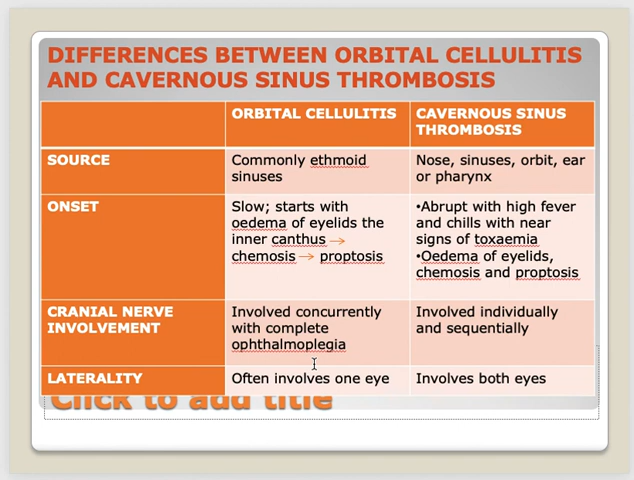 DIFFERENCES BETWEEN ORBITAL CELLULITIS
AND CAVERNOUS SINUS THROMBOSIS
ORBITAL CELLULITIS
CAVERNOUS SINUS
THROMBOSIS
SOURCE
Commonly ethmoid
sinuses
Nose, sinuses, orbit, ear
or pharynx
ONSET
Slow; starts with
oedema of eyelids the
inner canthus →
chemosis → proptosis
•Abrupt with high fever
and chills with near
signs of toxaemia
•Oedema of eyelids,
chemosis and proptosis
CRANIAL NERVE
INVOLVEMENT
Involved concurrently
with complete
ophthalmoplegia
Involved individually
and sequentially
LATERALITY
Often involves one eye
Involves both eyes
Click to add title